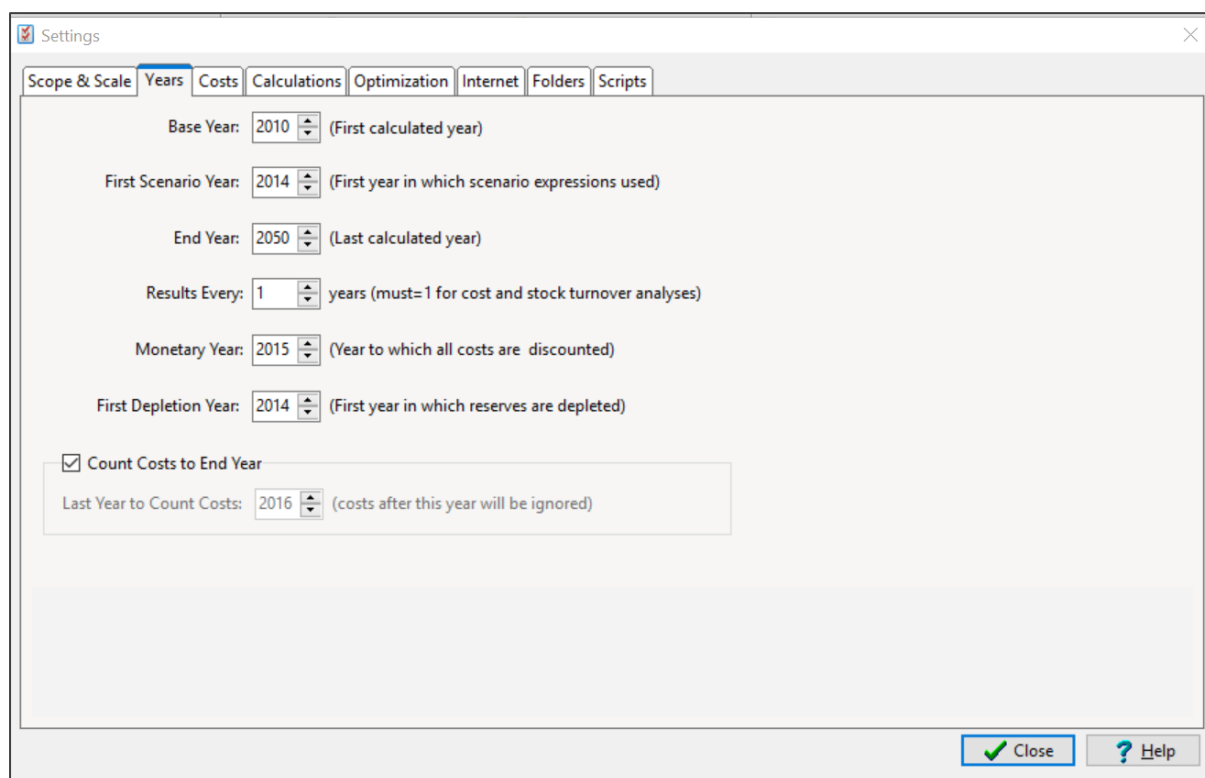 Settings
Scope & Scale Years Costs Calculations Optimization Internet Folders Scripts
Base Year: 2010 (First calculated year)
First Scenario Year: 2014 (First year in which scenario expressions used)
End Year: 2050 (Last calculated year)
Results Every: 1 years (must=1 for cost and stock turnover analyses)
Monetary Year: 2015 (Year to which all costs are  discounted)
First Depletion Year: 2014 (First year in which reserves are depleted)
Count Costs to End Year
Last Year to Count Costs: 2016 (costs after this year will be ignored)
Close ? Help